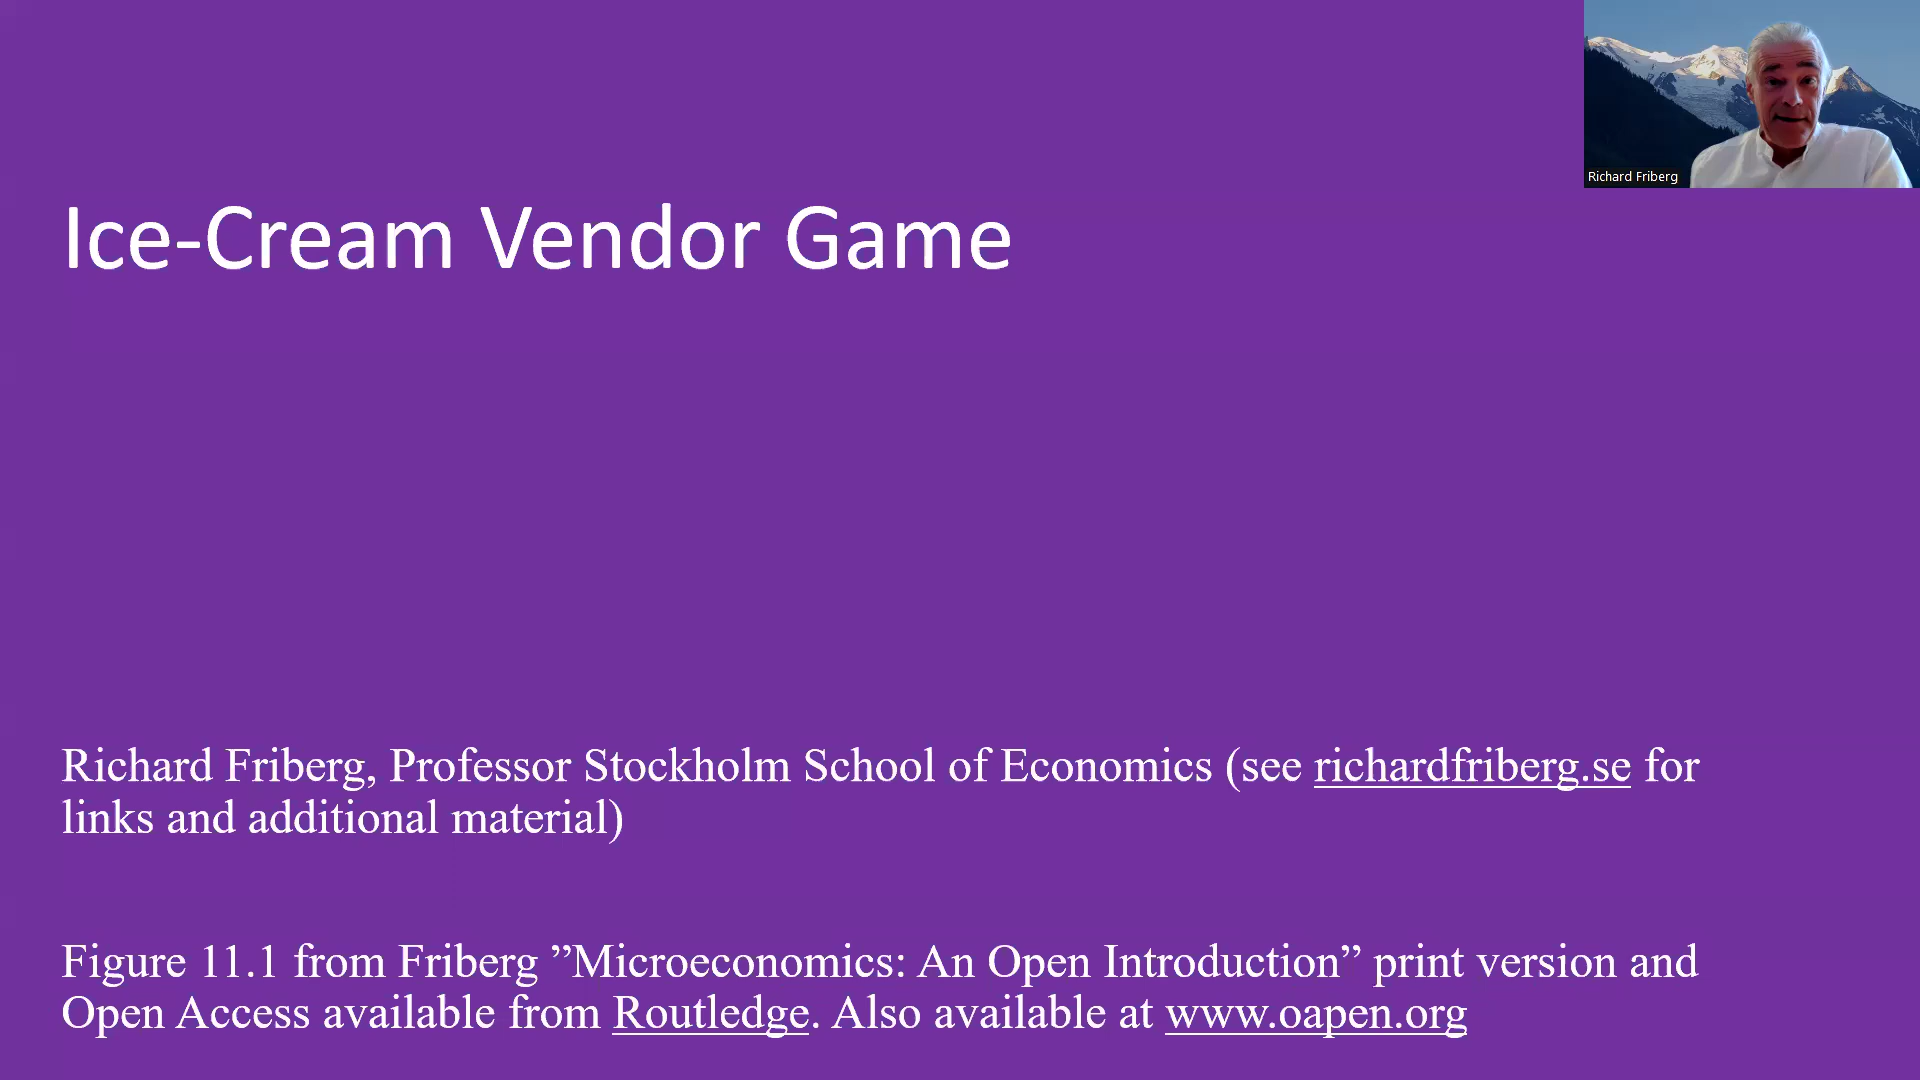 Richard Friberg
Ice-Cream Vendor Game
Richard Friberg, Professor Stockholm School of Economics (see richardfriberg.se for
links and additional material)
Figure 11.1 from Friberg ”Microeconomics: An Open Introduction” print version and
Open Access available from Routledge. Also available at www.oapen.org